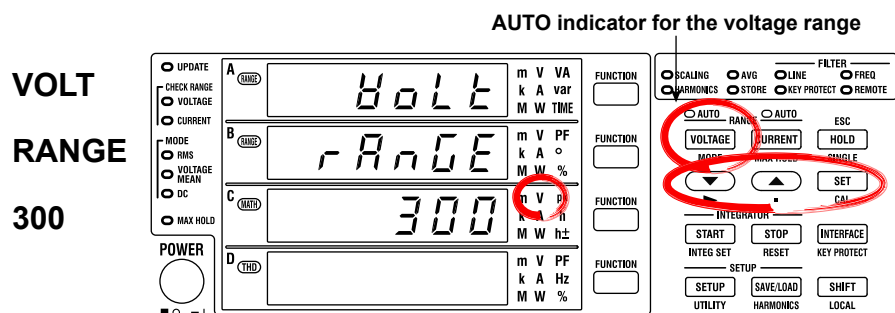 AUTO indicator for the voltage range
VOLT
RANGE
300
UPDATE
CHECK RANGE
VOLTAGE
CURRENT
MODE
RMS
VOLTAGE MEAN
DC
MAX HOLD
POWER
A RANGE VoLt m V VA
k A var
M W TIME
FUNCTION
B RANGE rAnGE m V PF
k A °
M W %
FUNCTION
C MATH 300 m V pk
k A h
M W h±
FUNCTION
D THD m V PF
k A Hz
M W %
FUNCTION
FILTER
SCALING AVG LINE FREQ
HARMONICS STORE KEY PROTECT REMOTE
AUTO RANGE AUTO ESC
VOLTAGE CURRENT HOLD
MODE MAX HOLD SINGLE
SET
CAL
INTEGRATOR
START STOP INTERFACE
INTEG SET RESET KEY PROTECT
SETUP
SETUP SAVE/LOAD SHIFT
UTILITY HARMONICS LOCAL